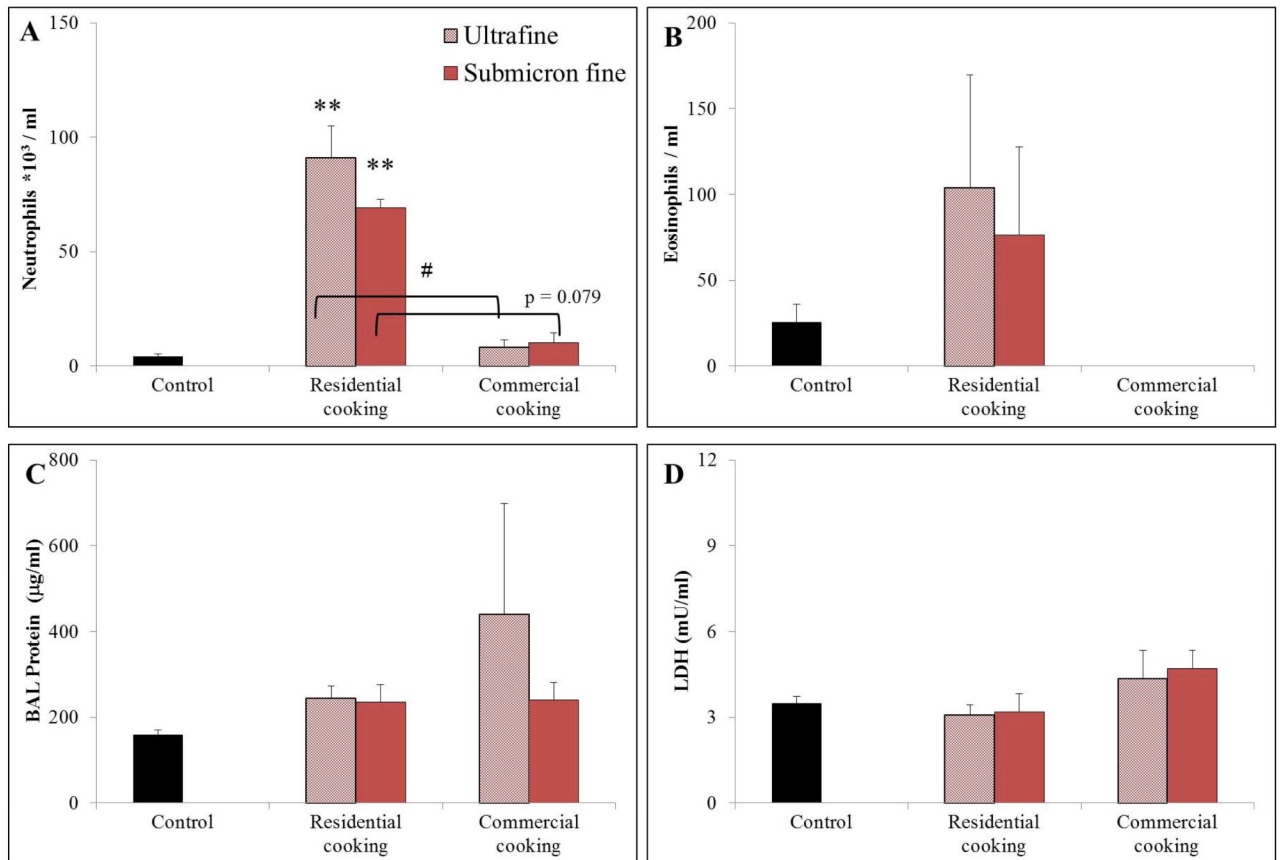 A
150
100
50
0
Neutrophils *10³ / ml
Ultrafine
Submicron fine
**
**
#
p = 0.079
Control
Residential
cooking
Commercial
cooking
B
200
150
100
50
0
Eosinophils / ml
Control
Residential
cooking
Commercial
cooking
C
800
600
400
200
0
BAL Protein (µg/ml)
Control
Residential
cooking
Commercial
cooking
D
12
9
6
3
0
LDH (mU/ml)
Control
Residential
cooking
Commercial
cooking